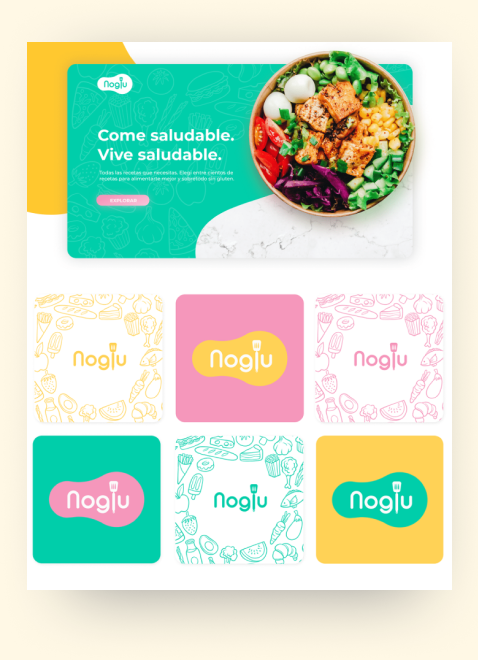 Noglu
Come saludable.
Vive saludable.
Todas las recetas que necesitas. Elegí entre cientos de
recetas para alimentarte mejor y sobretodo sin gluten.
EXPLORAR
Noglu
Noglu
Noglu
Noglu
Noglu
Noglu